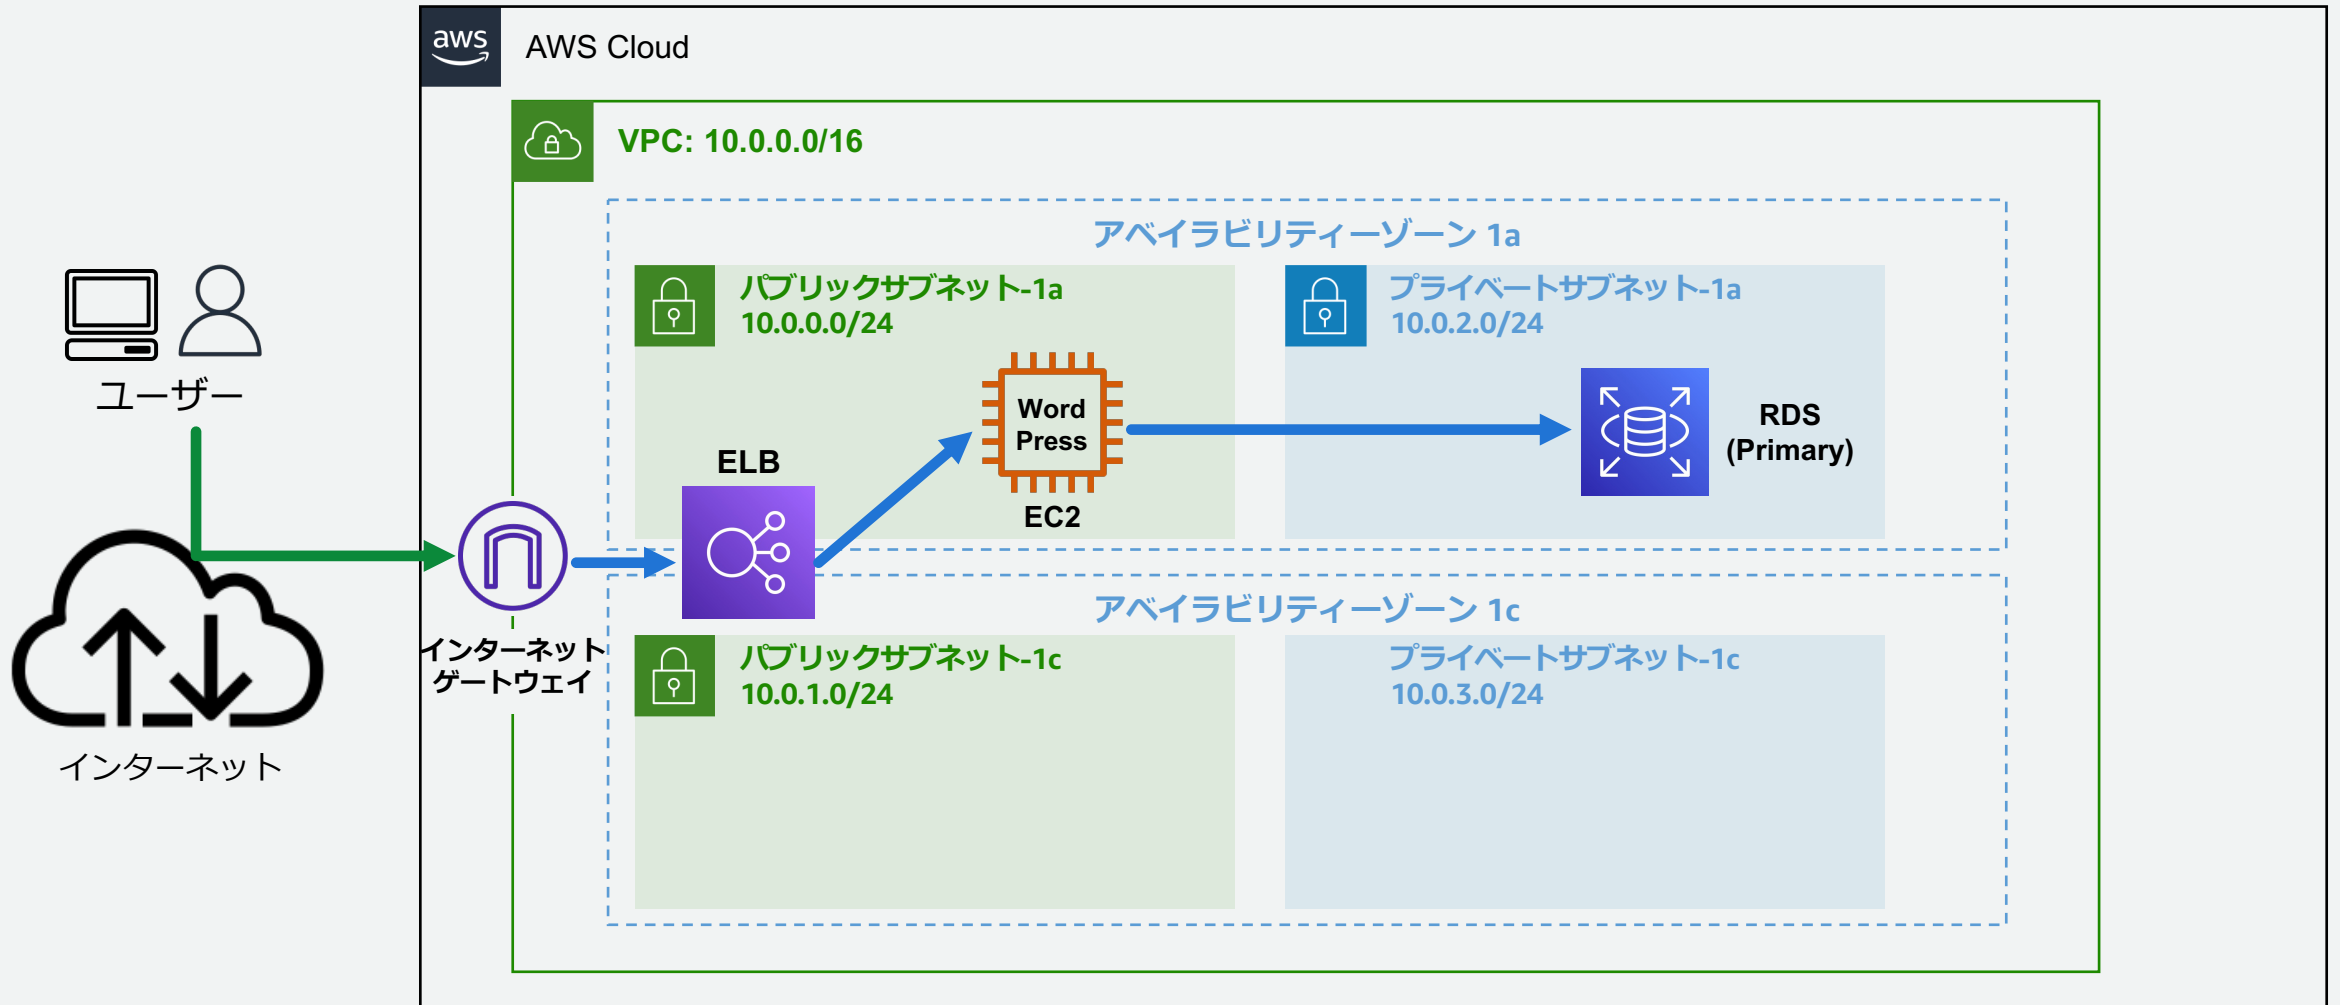 aws
AWS Cloud
VPC: 10.0.0.0/16
アベイラビリティーゾーン 1a
パブリックサブネット-1a
10.0.0.0/24
プライベートサブネット-1a
10.0.2.0/24
ユーザー
Word
Press
EC2
RDS
(Primary)
ELB
インターネット
ゲートウェイ
インターネット
アベイラビリティーゾーン 1c
パブリックサブネット-1c
10.0.1.0/24
プライベートサブネット-1c
10.0.3.0/24